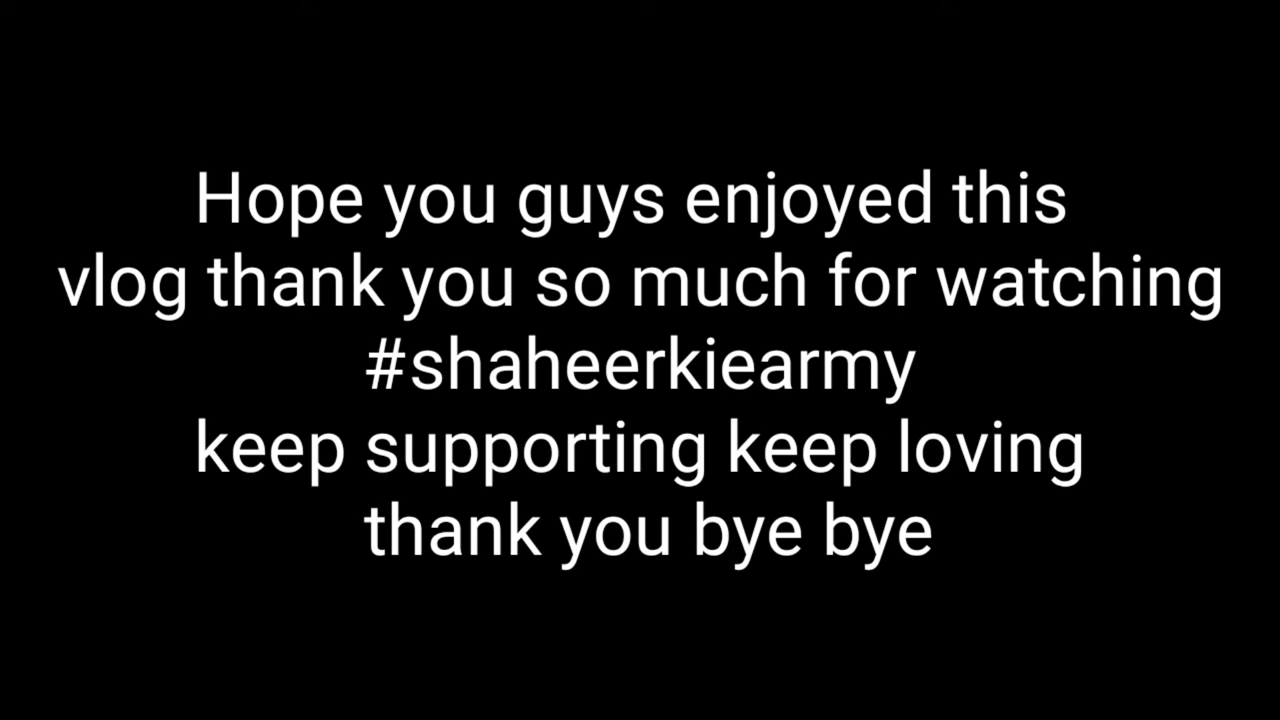 Hope you guys enjoyed this
vlog thank you so much for watching
#shaheerkiearmy
keep supporting keep loving
thank you bye bye